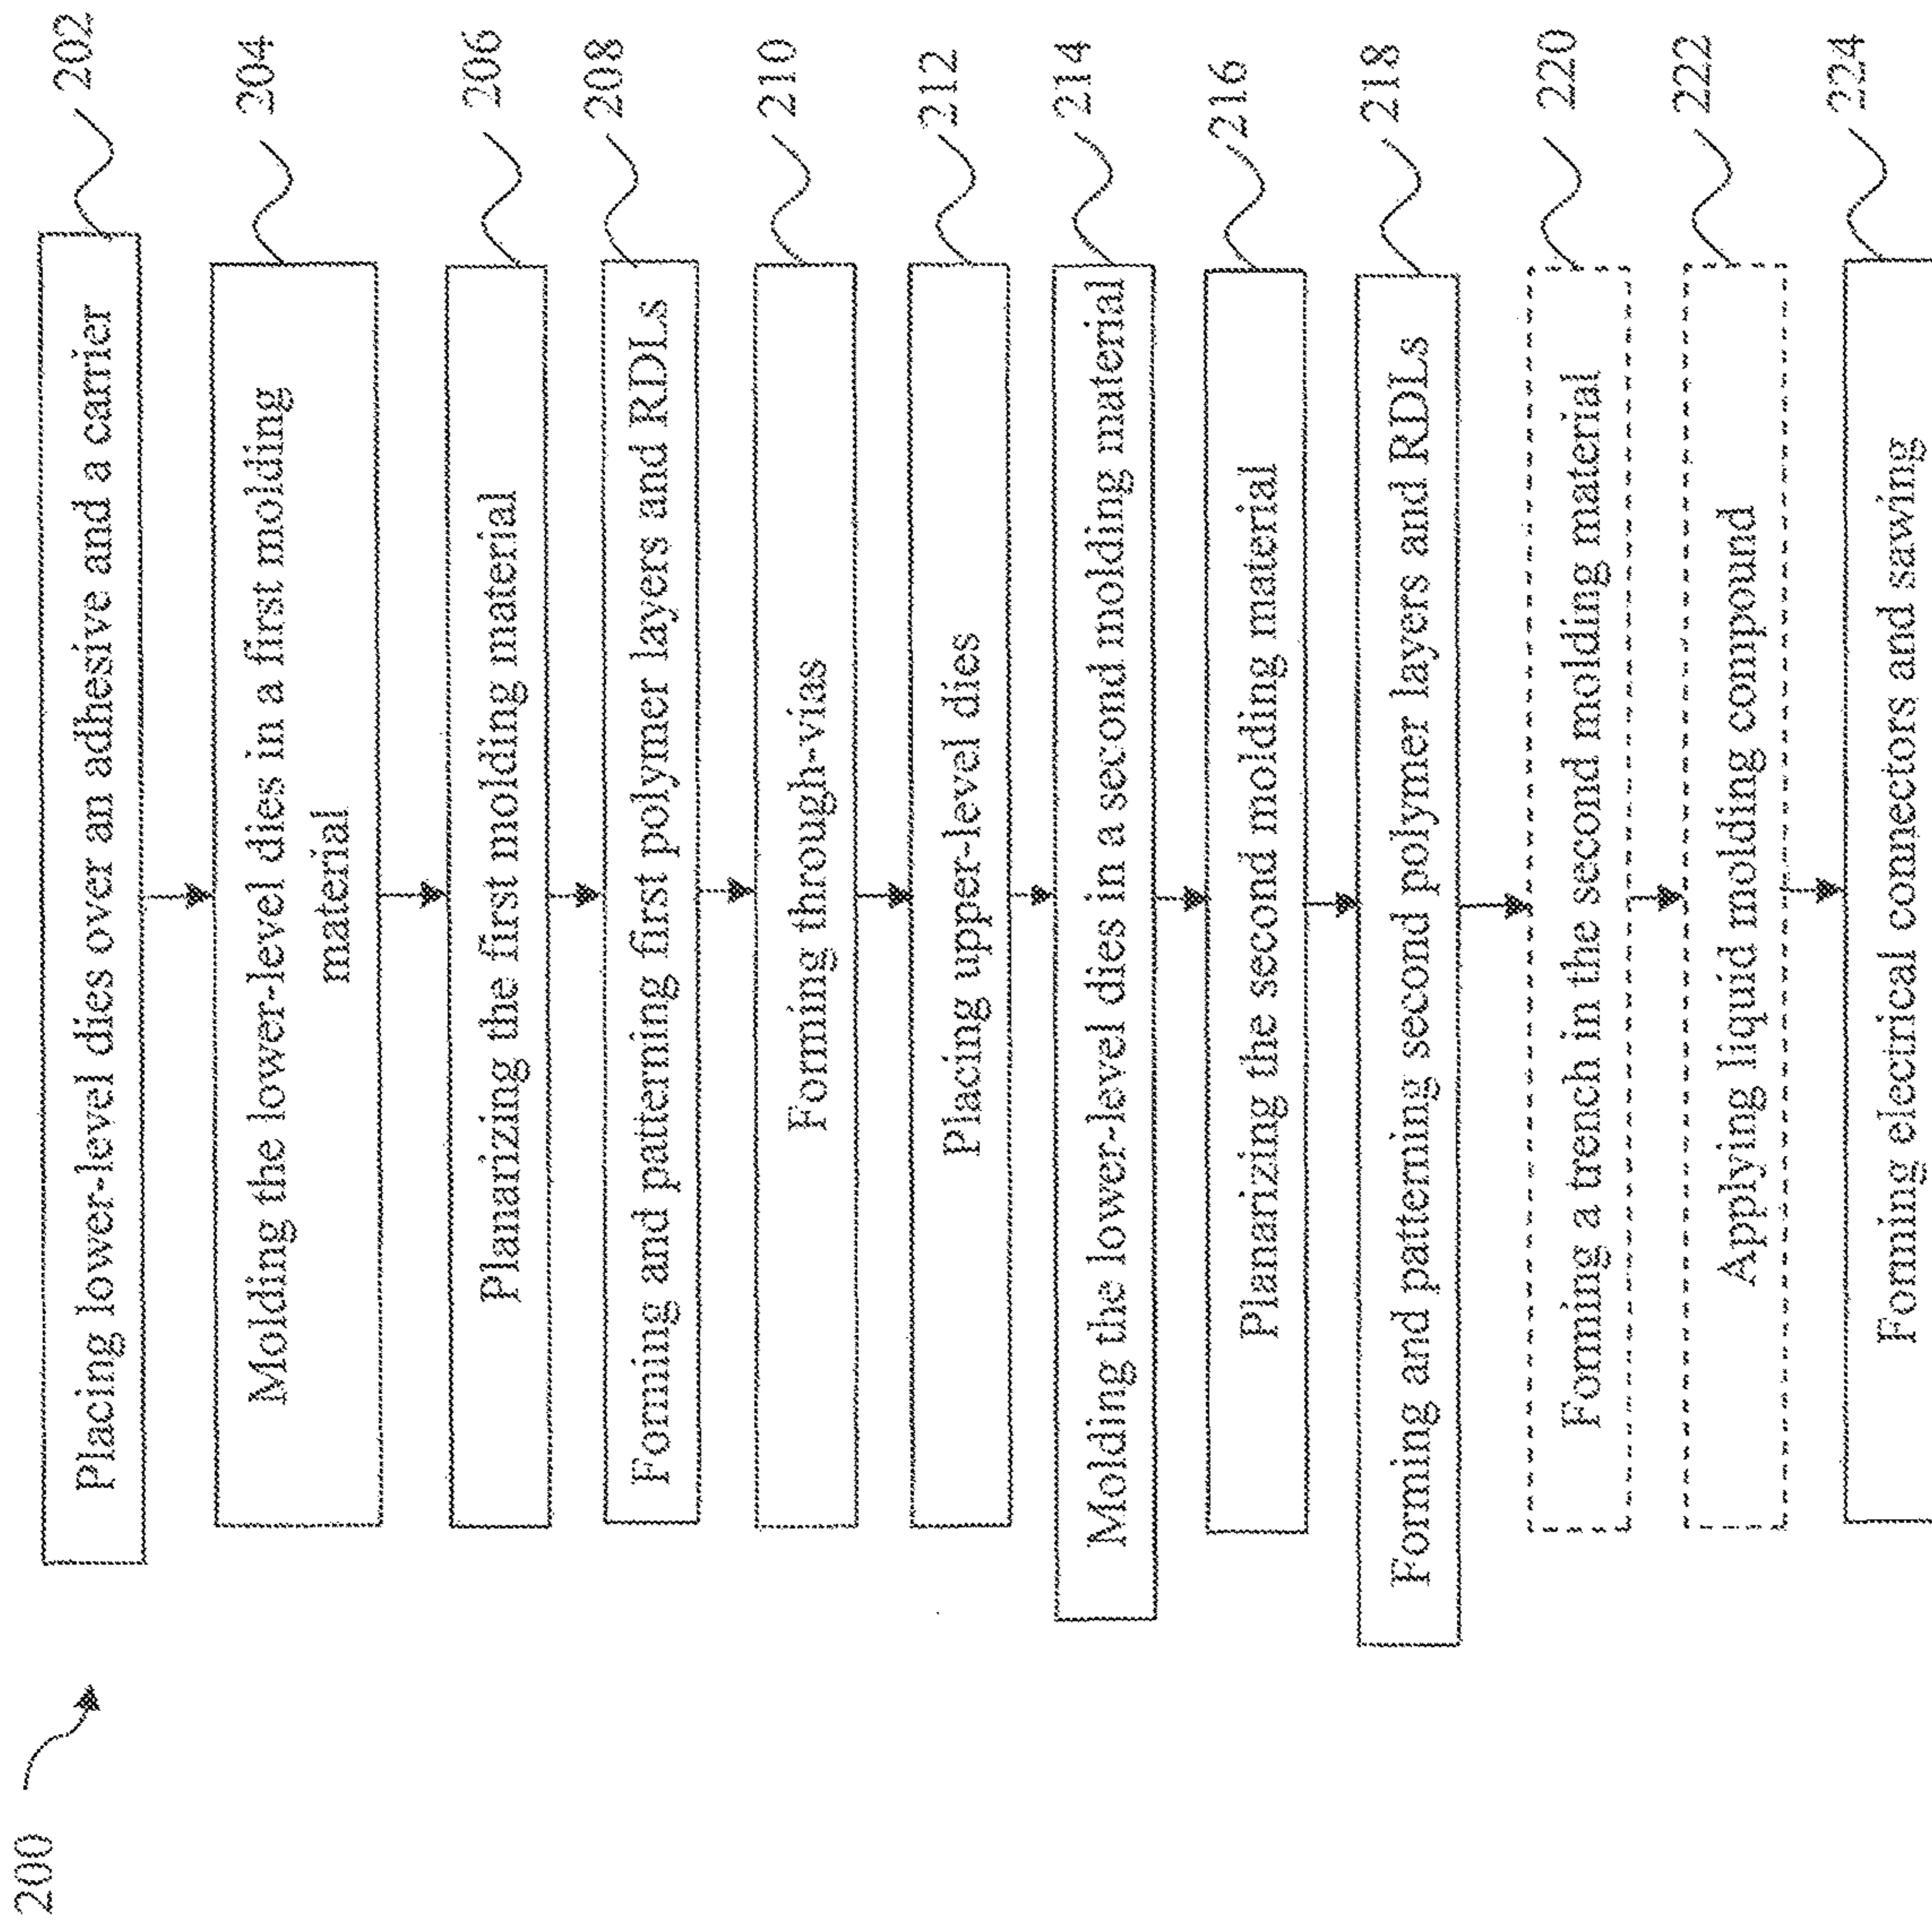 200
Placing lower-level dies over an adhesive and a carrier
202
Molding the lower-level dies in a first molding
material
204
Planarizing the first molding material
206
Forming and patterning first polymer layers and RDLs
208
Forming through-vias
210
Placing upper-level dies
212
Molding the lower-level dies in a second molding material
214
Planarizing the second molding material
216
Forming and patterning second polymer layers and RDLs
218
Forming a trench in the second molding material
220
Applying liquid molding compound
222
Forming electrical connectors and sawing
224